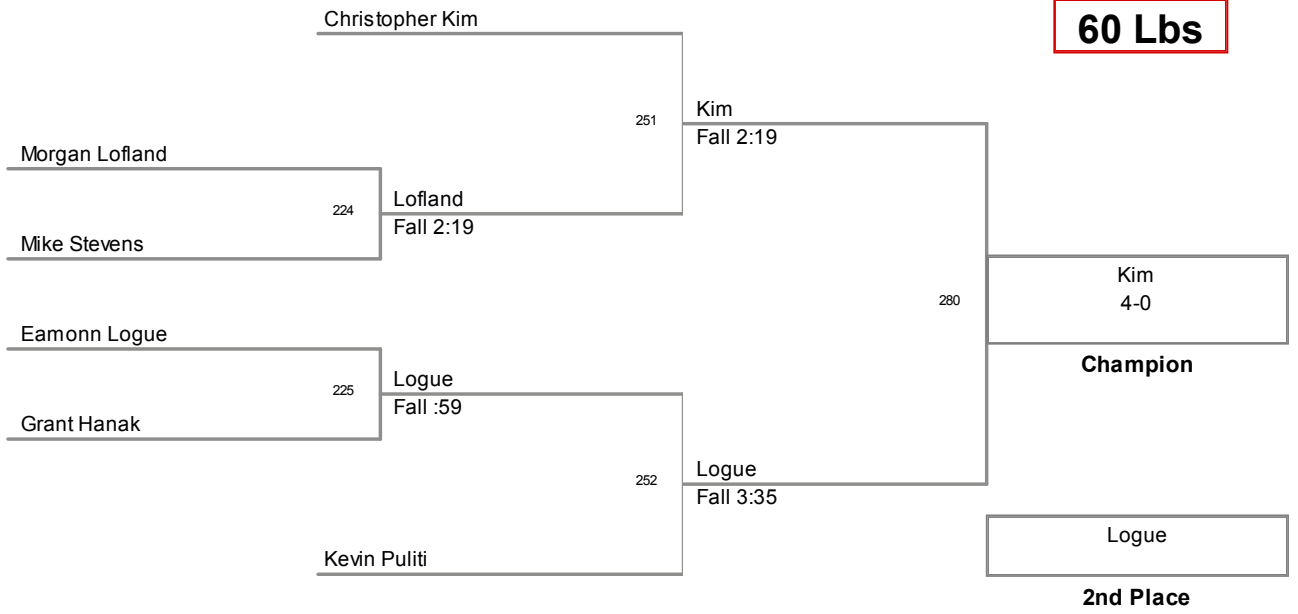 Christopher Kim
60 Lbs
251
Kim
Fall 2:19
Morgan Lofland
224
Lofland
Fall 2:19
Mike Stevens
Kim
4-0
280
Champion
Eamonn Logue
225
Logue
Fall :59
Grant Hanak
252
Logue
Fall 3:35
Kevin Puliti
Logue
2nd Place